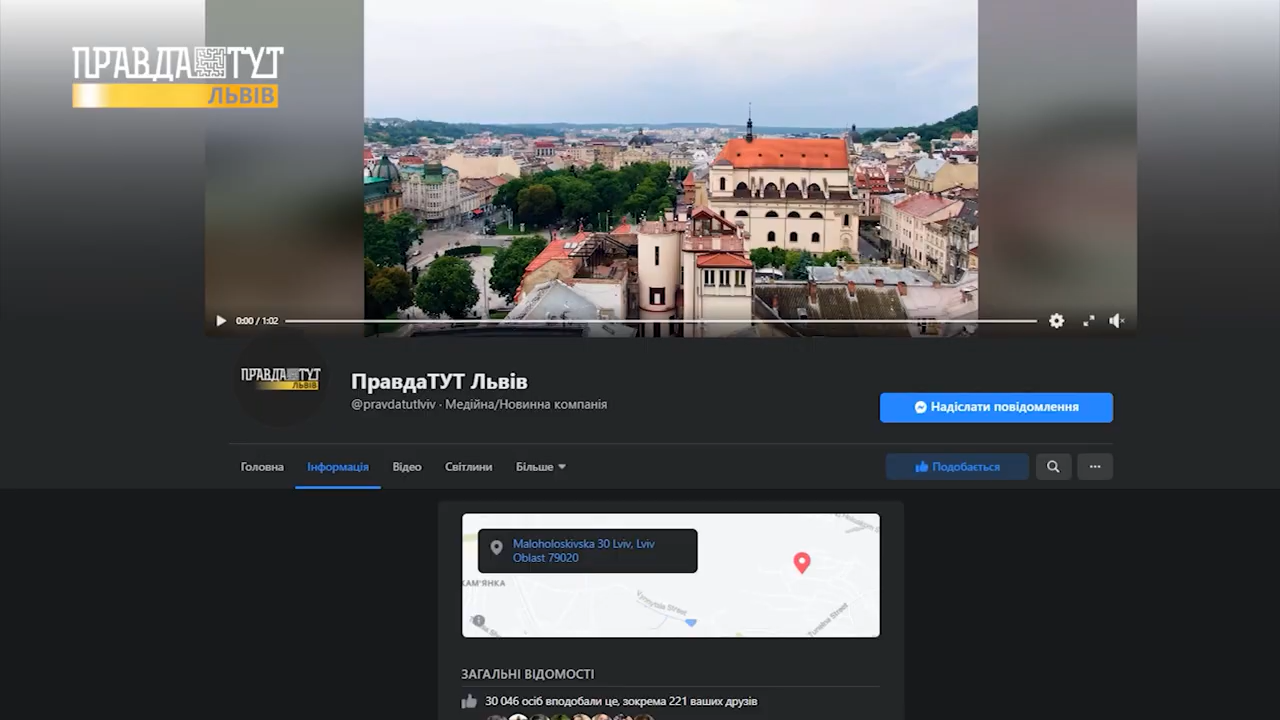 ПРАВДА ТУТ
ЛЬВІВ
0:00 / 1:02
ПРАВДА ТУТ
ЛЬВІВ
ПравдаТУТ Львів
@pravdatutlviv · Медійна/Новинна компанія
Надіслати повідомлення
Головна
Інформація
Відео
Світлини
Більше
Подобається
Maloholoskivska 30 Lviv, Lviv
Oblast 79020
КАМ'ЯНКА
Street
Street
ЗАГАЛЬНІ ВІДОМОСТІ
30 046 осіб вподобали це, зокрема 221 ваших друзів